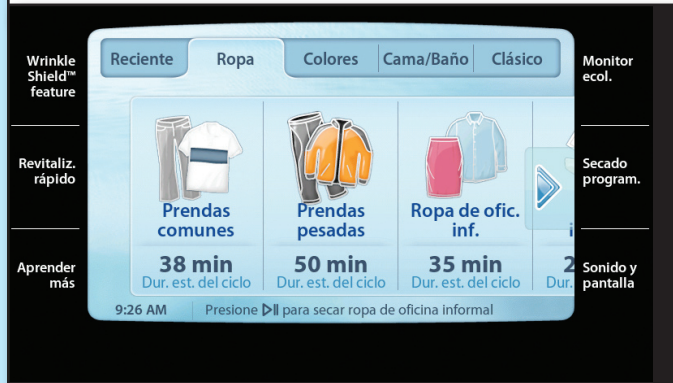 Wrinkle
Shield™
feature
Revitaliz.
rápido
Aprender
más
Reciente
Ropa
Colores
Cama/Baño
Clásico
Prendas
comunes
38 min
Dur. est. del ciclo
Prendas
pesadas
50 min
Dur. est. del ciclo
Ropa de ofic.
inf.
35 min
Dur. est. del ciclo
2
Dur.
9:26 AM
Presione para secar ropa de oficina informal
Monitor
ecol.
Secado
program.
Sonido y
pantalla